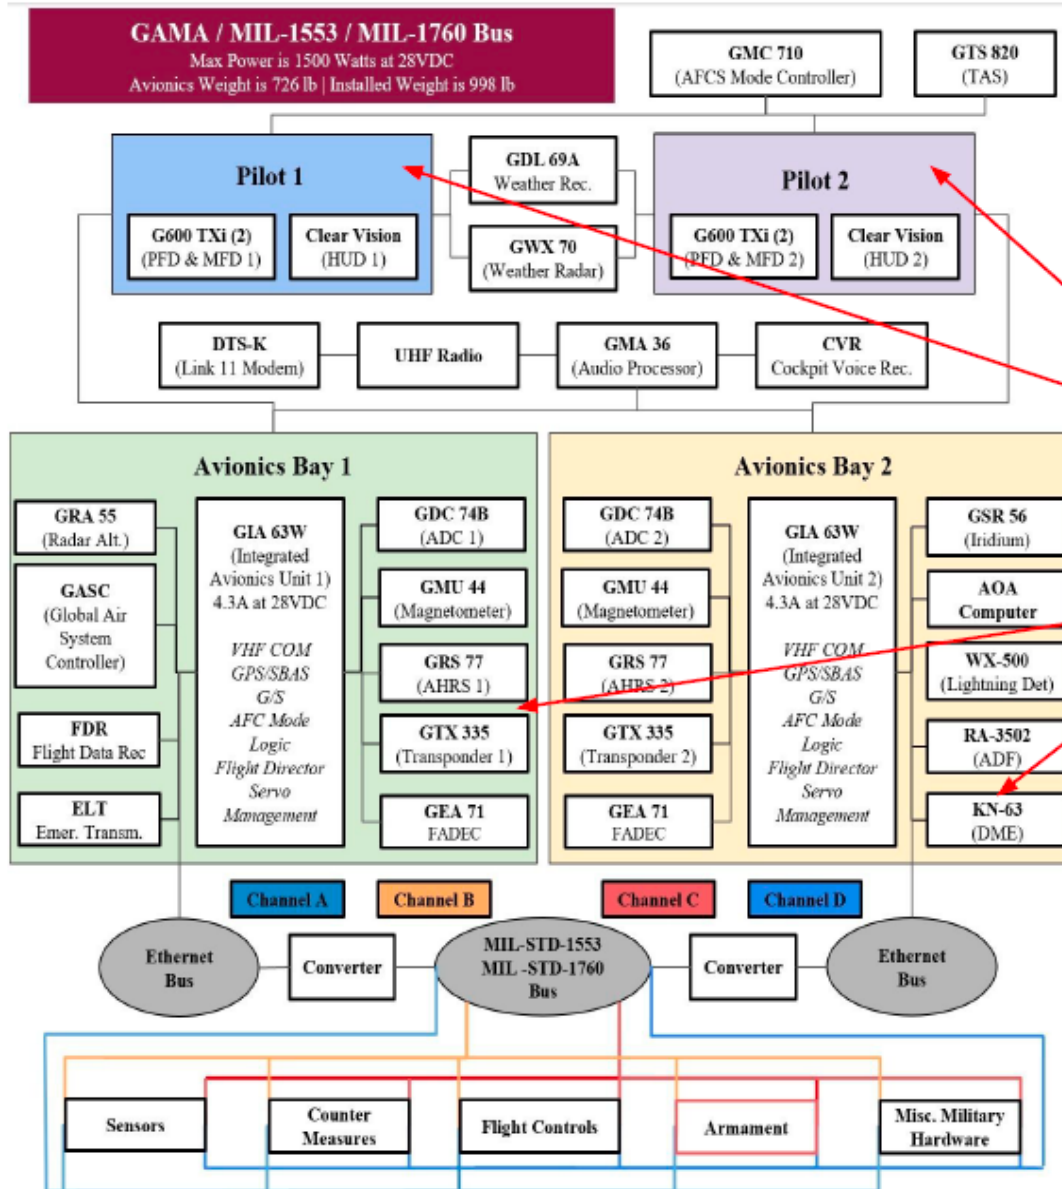 GAMA / MIL-1553 / MIL-1760 Bus
Max Power is 1500 Watts at 28VDC
Avionics Weight is 726 lb | Installed Weight is 998 lb
GMC 710
(AFCS Mode Controller)
GTS 820
(TAS)
Pilot 1
G600 TXi (2)
(PFD & MFD 1)
Clear Vision
(HUD 1)
GDL 69A
Weather Rec.
GWX 70
(Weather Radar)
Pilot 2
G600 TXi (2)
(PFD & MFD 2)
Clear Vision
(HUD 2)
DTS-K
(Link 11 Modem)
UHF Radio
GMA 36
(Audio Processor)
CVR
Cockpit Voice Rec.
Avionics Bay 1
GRA 55
(Radar Alt.)
GASC
(Global Air
System
Controller)
FDR
Flight Data Rec
ELT
Emer. Transm.
GIA 63W
(Integrated
Avionics Unit 1)
4.3A at 28VDC
VHF COM
GPS/SBAS
G/S
AFC Mode
Logic
Flight Director
Servo
Management
GDC 74B
(ADC 1)
GMU 44
(Magnetometer)
GRS 77
(AHRS 1)
GTX 335
(Transponder 1)
GEA 71
FADEC
Avionics Bay 2
GDC 74B
(ADC 2)
GMU 44
(Magnetometer)
GRS 77
(AHRS 2)
GTX 335
(Transponder 2)
GEA 71
FADEC
GIA 63W
(Integrated
Avionics Unit 2)
4.3A at 28VDC
VHF COM
GPS/SBAS
G/S
AFC Mode
Logic
Flight Director
Servo
Management
GSR 56
(Iridium)
AOA
Computer
WX-500
(Lightning Det)
RA-3502
(ADF)
KN-63
(DME)
Channel A
Channel B
Channel C
Channel D
Ethernet
Bus
Converter
MIL-STD-1553
MIL -STD-1760
Bus
Converter
Ethernet
Bus
Sensors
Counter
Measures
Flight Controls
Armament
Misc. Military
Hardware